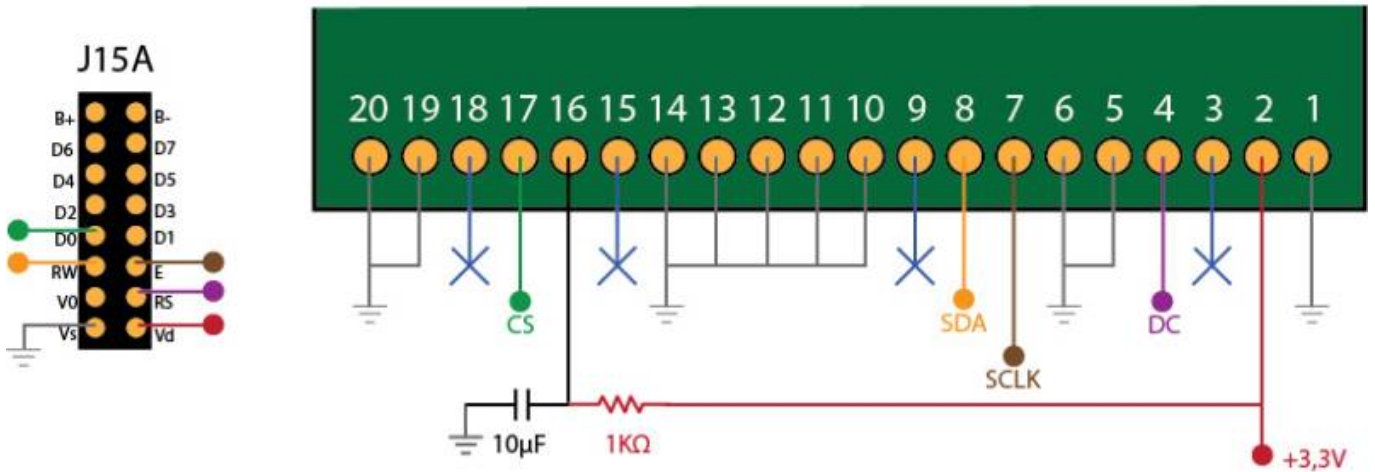 J15A
B+ B-
D6 D7
D4 D5
D2 D3
D0 D1
RW E
V0 RS
Vs Vd
20 19 18 17 16 15 14 13 12 11 10 9 8 7 6 5 4 3 2 1
CS SDA DC
SCLK
10µF 1KΩ +3,3V